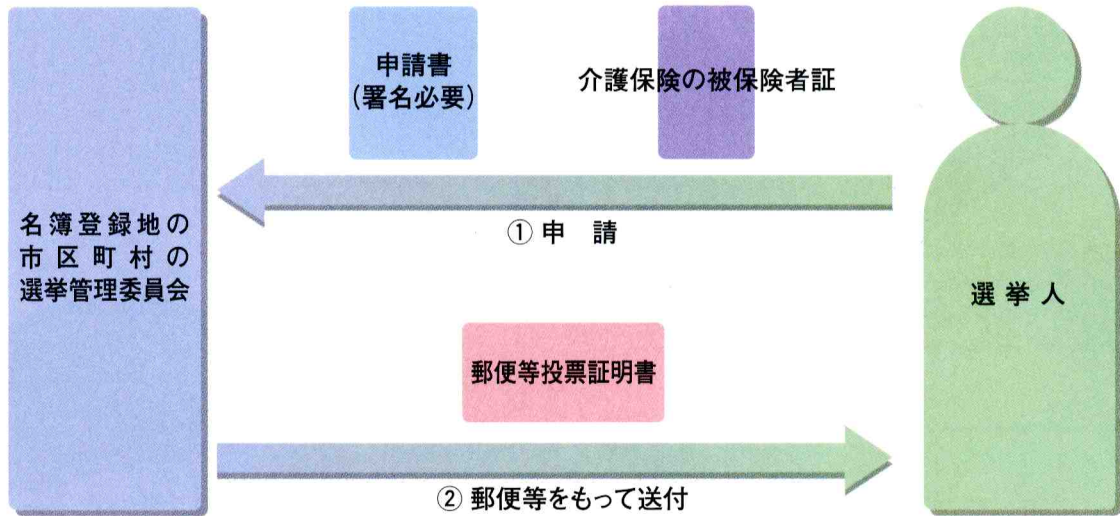 申請書
(署名必要)
介護保険の被保険者証
① 申　請
名簿登録地の
市区町村の
選挙管理委員会
選挙人
郵便等投票証明書
② 郵便等をもって送付